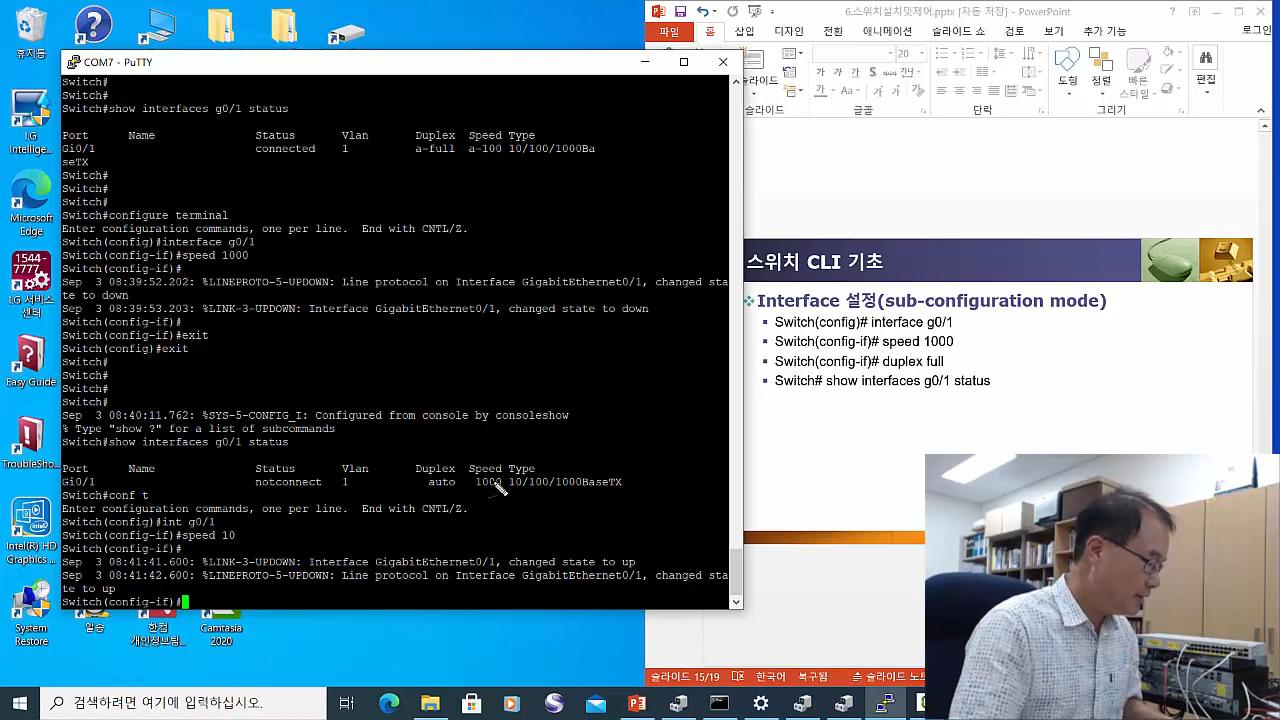 휴지통
LG
Intellige...
Microsoft
Edge
1544-
7777
LG 서비스
센터
Easy Guide
TroubleSho...
Intel(R) HD
Graphics ...
System
Restore
한컴
개인정보탐...
Camtasia
2020
COM7 - PuTTY
Switch#
Switch#
Switch#show interfaces g0/1 status
Port Name Status Vlan Duplex Speed Type
Gi0/1 connected 1 a-full a-100 10/100/1000Ba
seTX
Switch#
Switch#
Switch#
Switch#configure terminal
Enter configuration commands, one per line. End with CNTL/Z.
Switch(config)#interface g0/1
Switch(config-if)#speed 1000
Switch(config-if)#
Sep 3 08:39:52.202: %LINEPROTO-5-UPDOWN: Line protocol on Interface GigabitEthernet0/1, changed sta
te to down
Sep 3 08:39:53.203: %LINK-3-UPDOWN: Interface GigabitEthernet0/1, changed state to down
Switch(config-if)#
Switch(config-if)#exit
Switch(config)#exit
Switch#
Switch#
Switch#
Switch#
Sep 3 08:40:11.762: %SYS-5-CONFIG_I: Configured from console by consoleshow
% Type "show ?" for a list of subcommands
Switch#show interfaces g0/1 status
Port Name Status Vlan Duplex Speed Type
Gi0/1 notconnect 1 auto 1000 10/100/1000BaseTX
Switch#conf t
Enter configuration commands, one per line. End with CNTL/Z.
Switch(config)#int g0/1
Switch(config-if)#speed 10
Switch(config-if)#
Sep 3 08:41:41.600: %LINK-3-UPDOWN: Interface GigabitEthernet0/1, changed state to up
Sep 3 08:41:42.600: %LINEPROTO-5-UPDOWN: Line protocol on Interface GigabitEthernet0/1, changed sta
te to up
Switch(config-if)#
6.스위치설치및제어.pptx [자동 저장] - PowerPoint
파일 홈 삽입 디자인 전환 애니메이션 슬라이드 쇼 검토 보기 추가 기능 로그인
20
슬라이드
도형
정렬
빠른
스타일
편집
슬라이드 글꼴 단락 그리기
스위치 CLI 기초
Interface 설정(sub-configuration mode)
Switch(config)# interface g0/1
Switch(config-if)# speed 1000
Switch(config-if)# duplex full
Switch# show interfaces g0/1 status
슬라이드 15/19 한국어 복구됨 슬라이드 노트
검색하려면 여기에 입력하십시오.